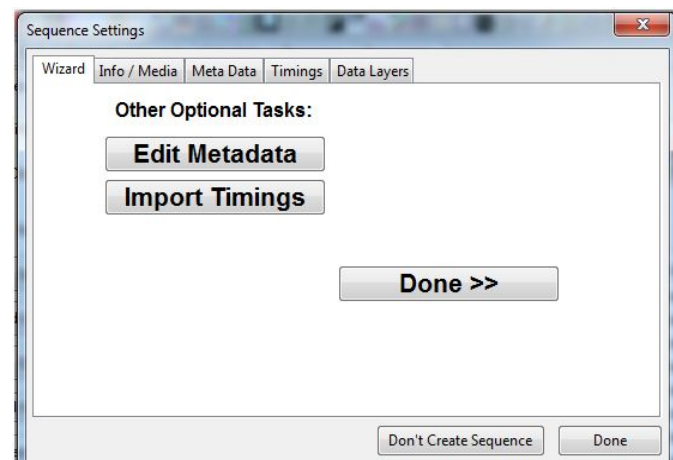 Sequence Settings
Wizard Info / Media Meta Data Timings Data Layers
Other Optional Tasks:
Edit Metadata
Import Timings
Done >>
Don't Create Sequence Done